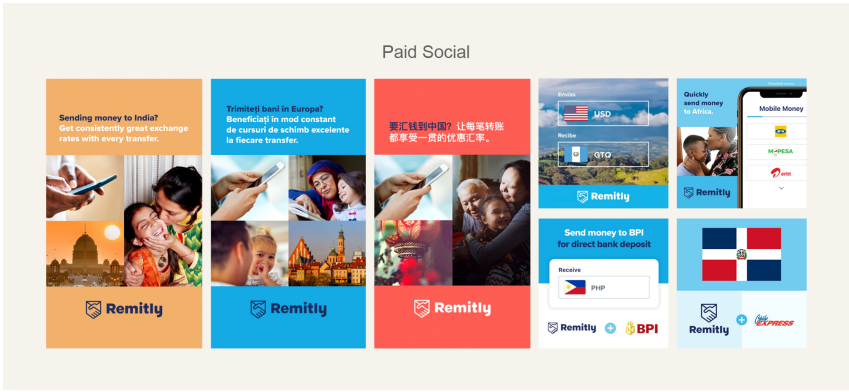 Paid Social
Sending money to India?
Get consistently great exchange
rates with every transfer.
Remitly
Trimiteți bani în Europa?
Beneficiați în mod constant
de cursuri de schimb excelente
la fiecare transfer.
Remitly
要汇钱到中国？让每笔转账
都享受一贯的优惠汇率。
Remitly
Envías
USD
Recibe
GTQ
Remitly
Quickly
send money
to Africa.
Remitly
Mobile Money
M-PESA
airtel
Send money to BPI
for direct bank deposit
Receive
PHP
Remitly
+
BPI
Remitly
+
Caribe
EXPRESS